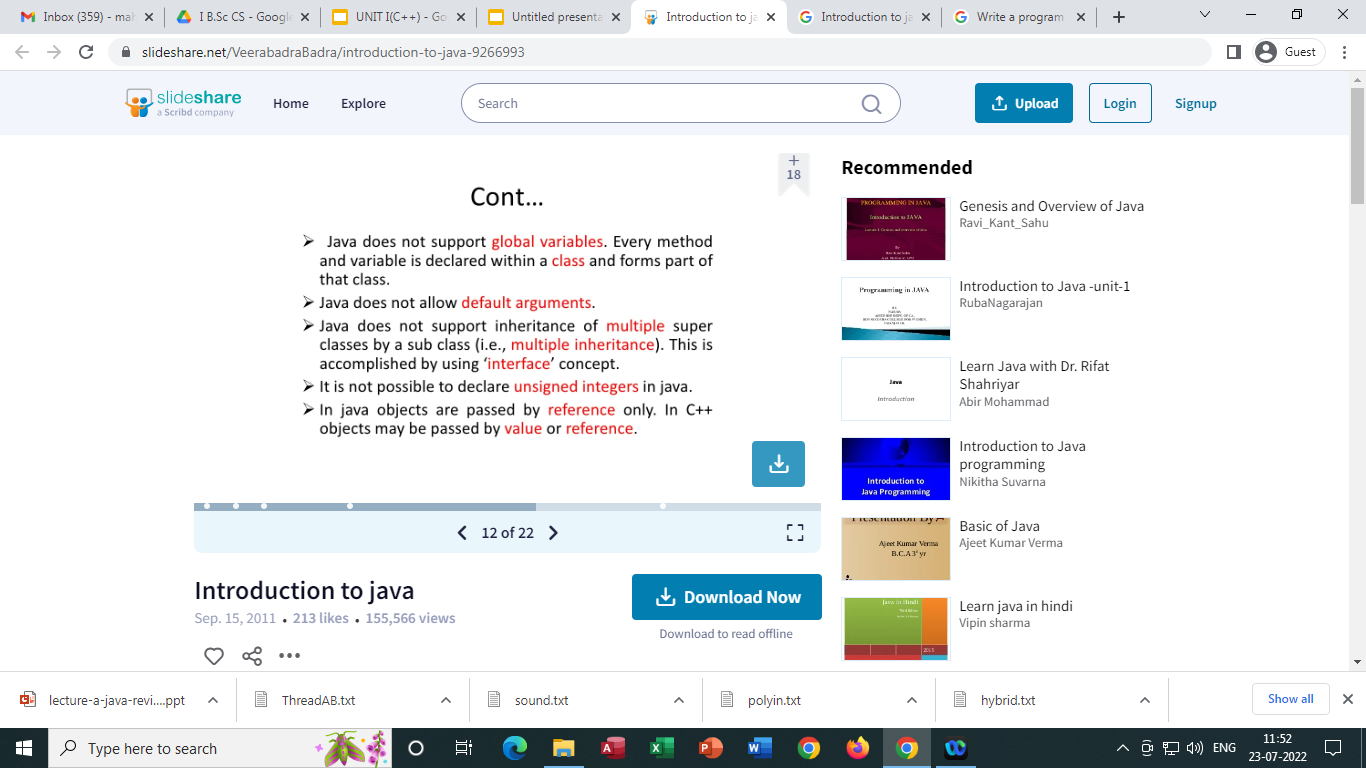 Inbox (359) - mah
I B.Sc CS - Google
UNIT I(C++) - Goo
Untitled presenta
Introduction to ja
Introduction to ja
Write a program
slideshare.net/VeerabadraBadra/introduction-to-java-9266993
Guest
slideshare
a Scribd company
Home
Explore
Search
Upload
Login
Signup
18
Cont...
Java does not support global variables. Every method
and variable is declared within a class and forms part of
that class.
Java does not allow default arguments.
Java does not support inheritance of multiple super
classes by a sub class (i.e., multiple inheritance). This is
accomplished by using ‘interface’ concept.
It is not possible to declare unsigned integers in java.
In java objects are passed by reference only. In C++
objects may be passed by value or reference.
12 of 22
Introduction to java
Sep. 15, 2011 • 213 likes • 155,566 views
Download Now
Download to read offline
Recommended
PROGRAMMING IN JAVA
Introduction to JAVA
By
Genesis and Overview of Java
Ravi_Kant_Sahu
Programming in JAVA
Introduction to Java -unit-1
RubaNagarajan
Java
Introduction
Learn Java with Dr. Rifat
Shahriyar
Abir Mohammad
Introduction to
Java Programming
Introduction to Java
programming
Nikitha Suvarna
Presentation By
Ajeet Kumar Verma
B.C.A 3rd yr
Basic of Java
Ajeet Kumar Verma
Java in Hindi
2013
Learn java in hindi
Vipin sharma
lecture-a-java-revi....ppt
ThreadAB.txt
sound.txt
polyin.txt
hybrid.txt
Show all
Type here to search
ENG
11:52
23-07-2022